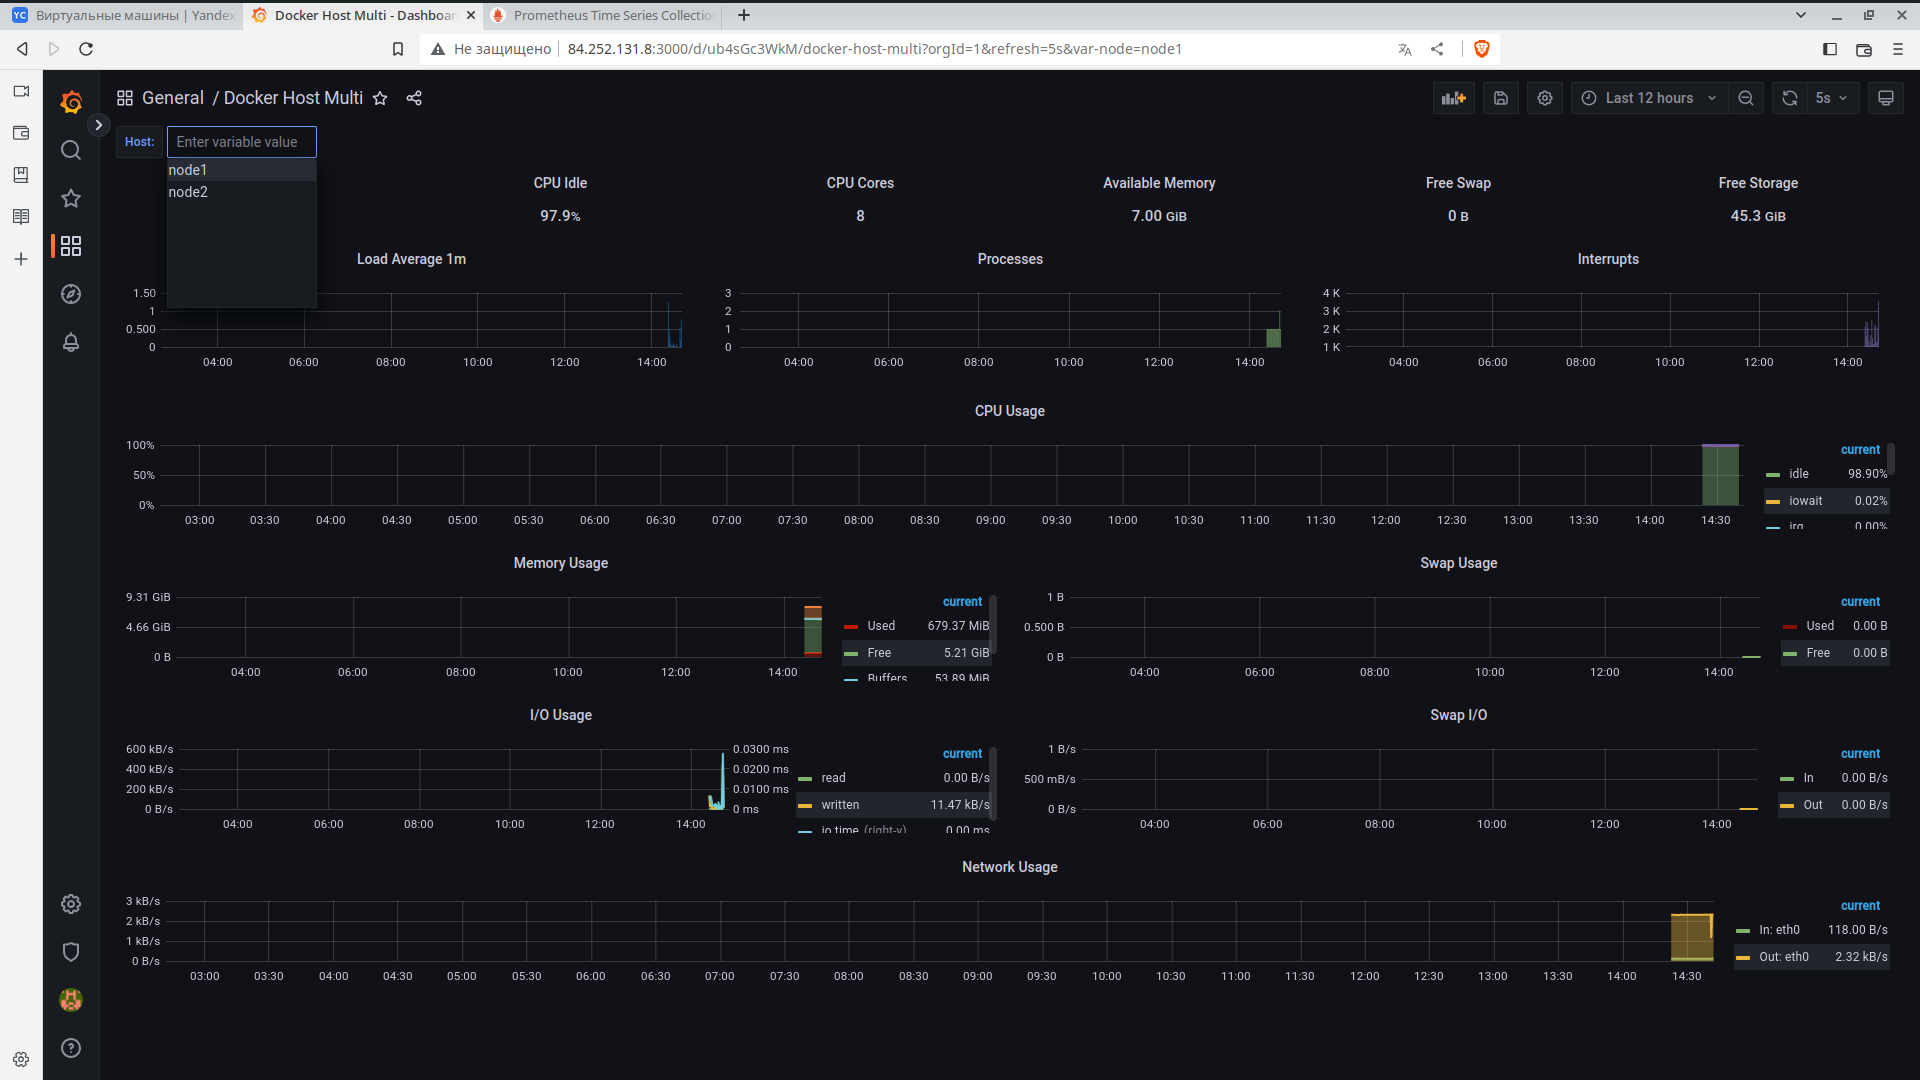 Виртуальные машины | Yandex
Docker Host Multi - Dashboar
Prometheus Time Series Collectio
Не защищено
84.252.131.8:3000/d/ub4sGc3WkM/docker-host-multi?orgId=1&refresh=5s&var-node=node1
General / Docker Host Multi
Last 12 hours
5s
Host:
Enter variable value
node1
node2
CPU Idle
97.9%
CPU Cores
8
Available Memory
7.00 GiB
Free Swap
0 B
Free Storage
45.3 GiB
Load Average 1m
1.50
1
0.500
0
04:00 06:00 08:00 10:00 12:00 14:00
Processes
3
2
1
0
04:00 06:00 08:00 10:00 12:00 14:00
Interrupts
4 K
3 K
2 K
1 K
04:00 06:00 08:00 10:00 12:00 14:00
CPU Usage
100%
50%
0%
03:00 03:30 04:00 04:30 05:00 05:30 06:00 06:30 07:00 07:30 08:00 08:30 09:00 09:30 10:00 10:30 11:00 11:30 12:00 12:30 13:00 13:30 14:00 14:30
current
idle 98.90%
iowait 0.02%
irq 0.00%
Memory Usage
9.31 GiB
4.66 GiB
0 B
04:00 06:00 08:00 10:00 12:00 14:00
current
Used 679.37 MiB
Free 5.21 GiB
Buffers 53.89 MiB
Swap Usage
1 B
0.500 B
0 B
04:00 06:00 08:00 10:00 12:00 14:00
current
Used 0.00 B
Free 0.00 B
I/O Usage
600 kB/s
400 kB/s
200 kB/s
0 B/s
0.0300 ms
0.0200 ms
0.0100 ms
0 ms
04:00 06:00 08:00 10:00 12:00 14:00
current
read 0.00 B/s
written 11.47 kB/s
io time (right-y) 0.00 ms
Swap I/O
1 B/s
500 mB/s
0 B/s
04:00 06:00 08:00 10:00 12:00 14:00
current
In 0.00 B/s
Out 0.00 B/s
Network Usage
3 kB/s
2 kB/s
1 kB/s
0 B/s
03:00 03:30 04:00 04:30 05:00 05:30 06:00 06:30 07:00 07:30 08:00 08:30 09:00 09:30 10:00 10:30 11:00 11:30 12:00 12:30 13:00 13:30 14:00 14:30
current
In: eth0 118.00 B/s
Out: eth0 2.32 kB/s